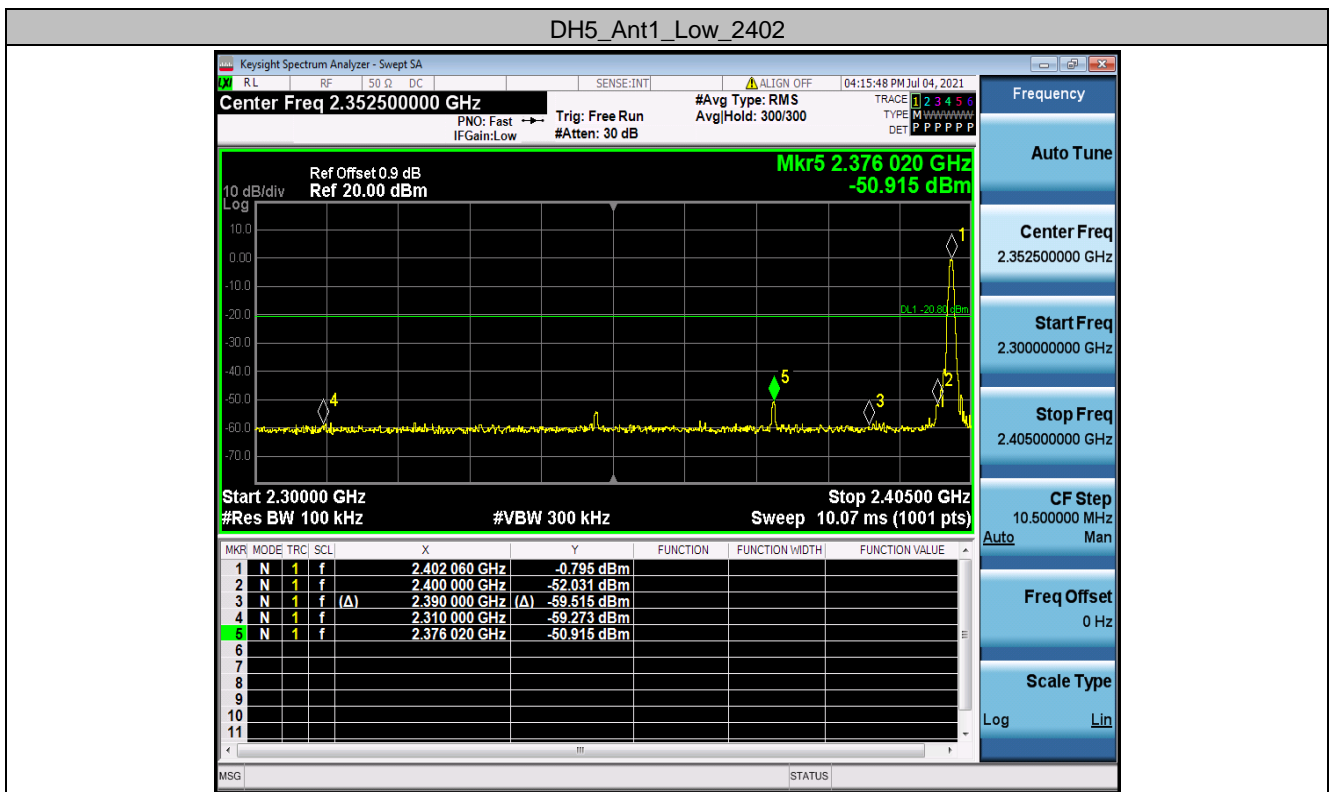 DH5_Ant1_Low_2402
Keysight Spectrum Analyzer - Swept SA
LXI RL RF 50 Ω DC SENSE:INT ALIGN OFF 04:15:48 PM Jul 04, 2021
Center Freq 2.352500000 GHz
PNO: Fast
IFGain:Low
Trig: Free Run
#Atten: 30 dB
#Avg Type: RMS
Avg|Hold: 300/300
TRACE 1 2 3 4 5 6
TYPE M WWWWW
DET P P P P P P
Frequency
Auto Tune
Center Freq
2.352500000 GHz
Start Freq
2.300000000 GHz
Stop Freq
2.405000000 GHz
CF Step
10.500000 MHz
Auto Man
Freq Offset
0 Hz
Scale Type
Log Lin
Mkr5 2.376 020 GHz
-50.915 dBm
Ref Offset 0.9 dB
10 dB/div Ref 20.00 dBm
Log
10.0
0.00
-10.0
-20.0
-30.0
-40.0
-50.0
-60.0
-70.0
DL1 -20.80 dBm
1
2
3
4
5
Start 2.30000 GHz Stop 2.40500 GHz
#Res BW 100 kHz #VBW 300 kHz Sweep 10.07 ms (1001 pts)
MKR MODE TRC SCL X Y FUNCTION FUNCTION WIDTH FUNCTION VALUE
1 N 1 f 2.402 060 GHz -0.795 dBm
2 N 1 f 2.400 000 GHz -52.031 dBm
3 N 1 f (Δ) 2.390 000 GHz (Δ) -59.515 dBm
4 N 1 f 2.310 000 GHz -59.273 dBm
5 N 1 f 2.376 020 GHz -50.915 dBm
6
7
8
9
10
11
MSG STATUS